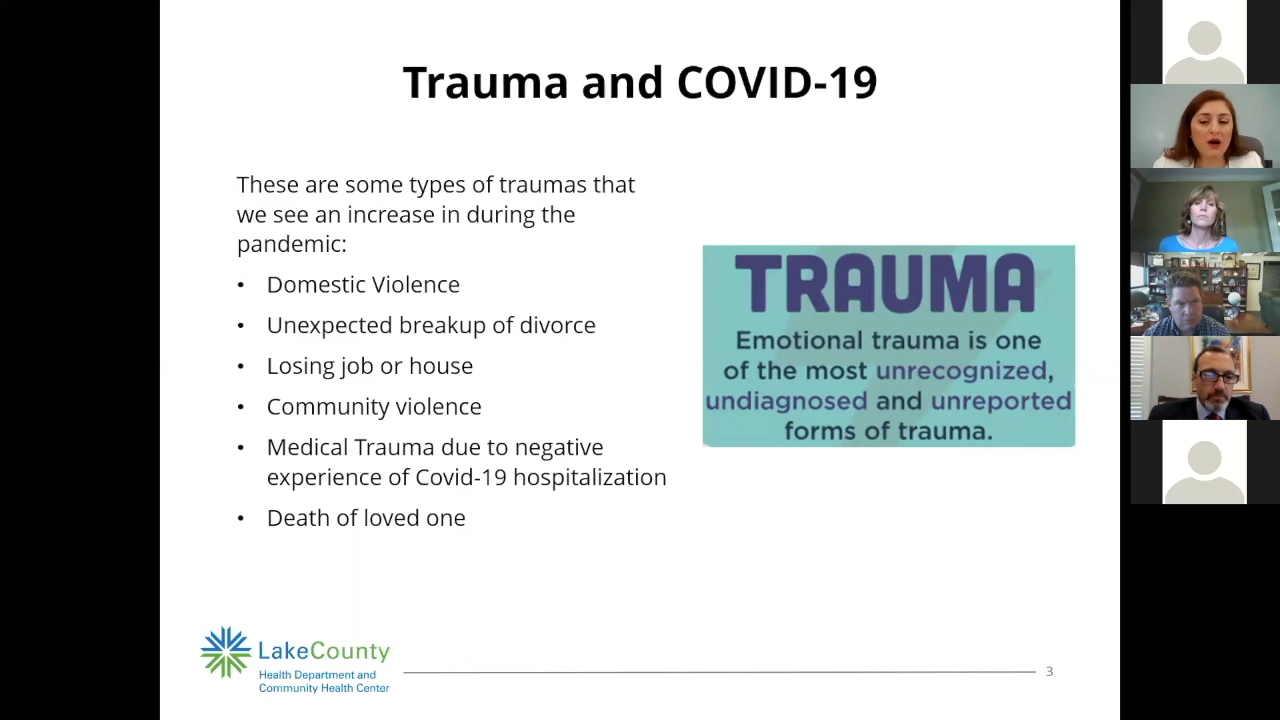 Trauma and COVID-19
These are some types of traumas that
we see an increase in during the
pandemic:
• Domestic Violence
• Unexpected breakup of divorce
• Losing job or house
• Community violence
• Medical Trauma due to negative
experience of Covid-19 hospitalization
• Death of loved one
TRAUMA
Emotional trauma is one
of the most unrecognized,
undiagnosed and unreported
forms of trauma.
LakeCounty
Health Department and
Community Health Center
3